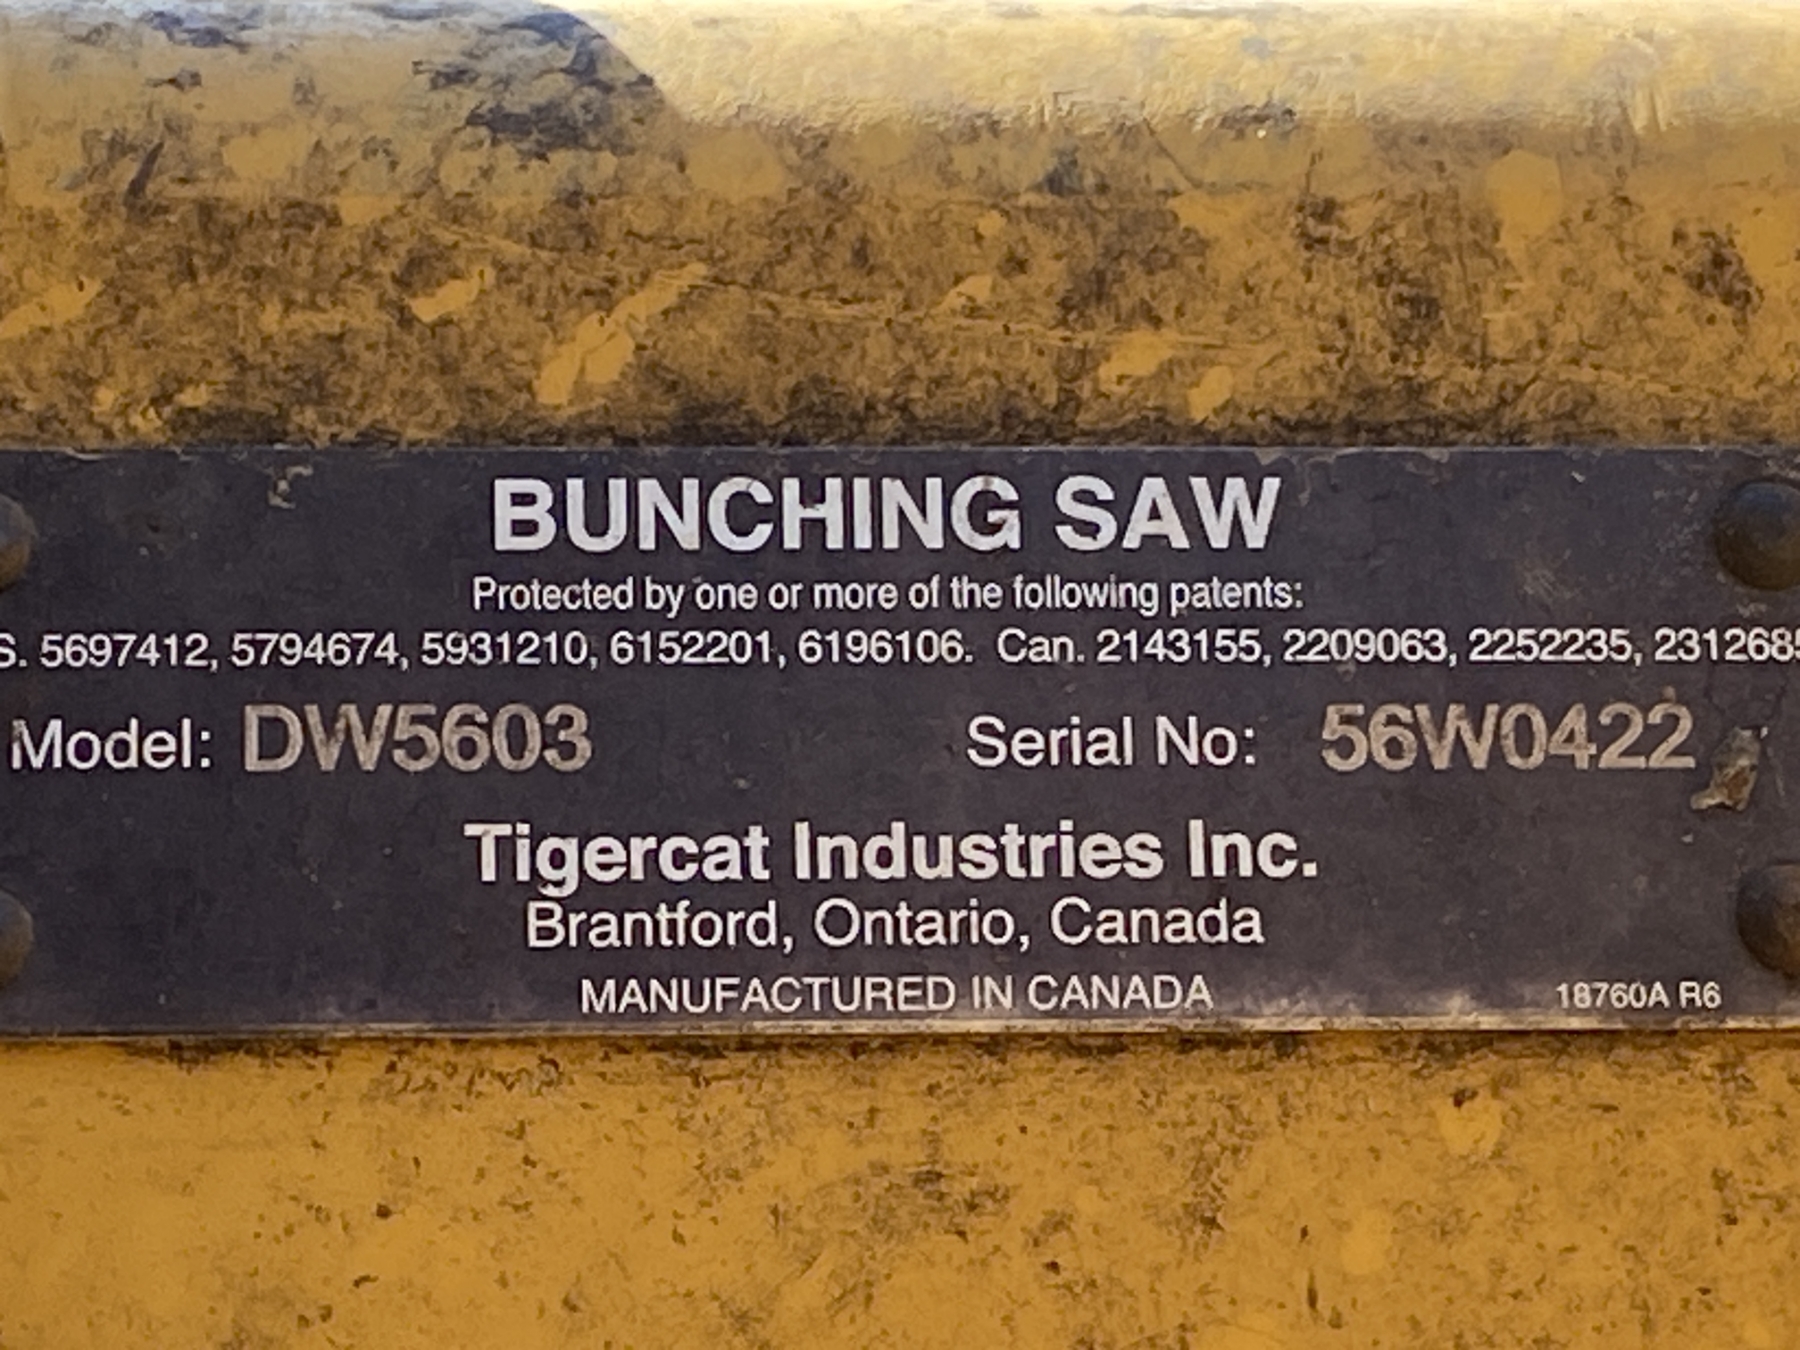 BUNCHING SAW
Protected by one or more of the following patents:
S. 5697412, 5794674, 5931210, 6152201, 6196106. Can. 2143155, 2209063, 2252235, 2312685
Model: DW5603 Serial No: 56W0422
Tigercat Industries Inc.
Brantford, Ontario, Canada
MANUFACTURED IN CANADA
18760A R6